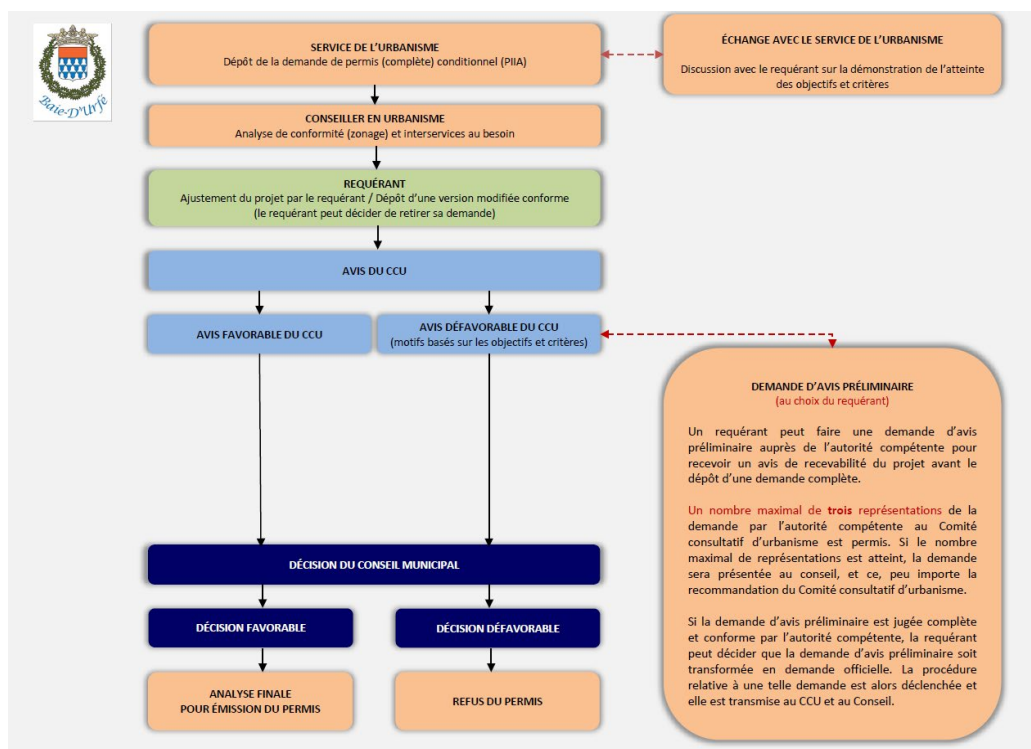 Baie-D'Urfé
SERVICE DE L'URBANISME
Dépôt de la demande de permis (complète) conditionnel (PIIA)
ÉCHANGE AVEC LE SERVICE DE L'URBANISME
Discussion avec le requérant sur la démonstration de l'atteinte
des objectifs et critères
CONSEILLER EN URBANISME
Analyse de conformité (zonage) et interservices au besoin
REQUÉRANT
Ajustement du projet par le requérant / Dépôt d'une version modifiée conforme
(le requérant peut décider de retirer sa demande)
AVIS DU CCU
AVIS FAVORABLE DU CCU
AVIS DÉFAVORABLE DU CCU
(motifs basés sur les objectifs et critères)
DEMANDE D'AVIS PRÉLIMINAIRE
(au choix du requérant)
Un requérant peut faire une demande d'avis
préliminaire auprès de l'autorité compétente pour
recevoir un avis de recevabilité du projet avant le
dépôt d'une demande complète.
Un nombre maximal de trois représentations de la
demande par l'autorité compétente au Comité
consultatif d'urbanisme est permis. Si le nombre
maximal de représentations est atteint, la demande
sera présentée au conseil, et ce, peu importe la
recommandation du Comité consultatif d'urbanisme.
Si la demande d'avis préliminaire est jugée complète
et conforme par l'autorité compétente, la requérant
peut décider que la demande d'avis préliminaire soit
transformée en demande officielle. La procédure
relative à une telle demande est alors déclenchée et
elle est transmise au CCU et au Conseil.
DÉCISION DU CONSEIL MUNICIPAL
DÉCISION FAVORABLE
DÉCISION DÉFAVORABLE
ANALYSE FINALE
POUR ÉMISSION DU PERMIS
REFUS DU PERMIS